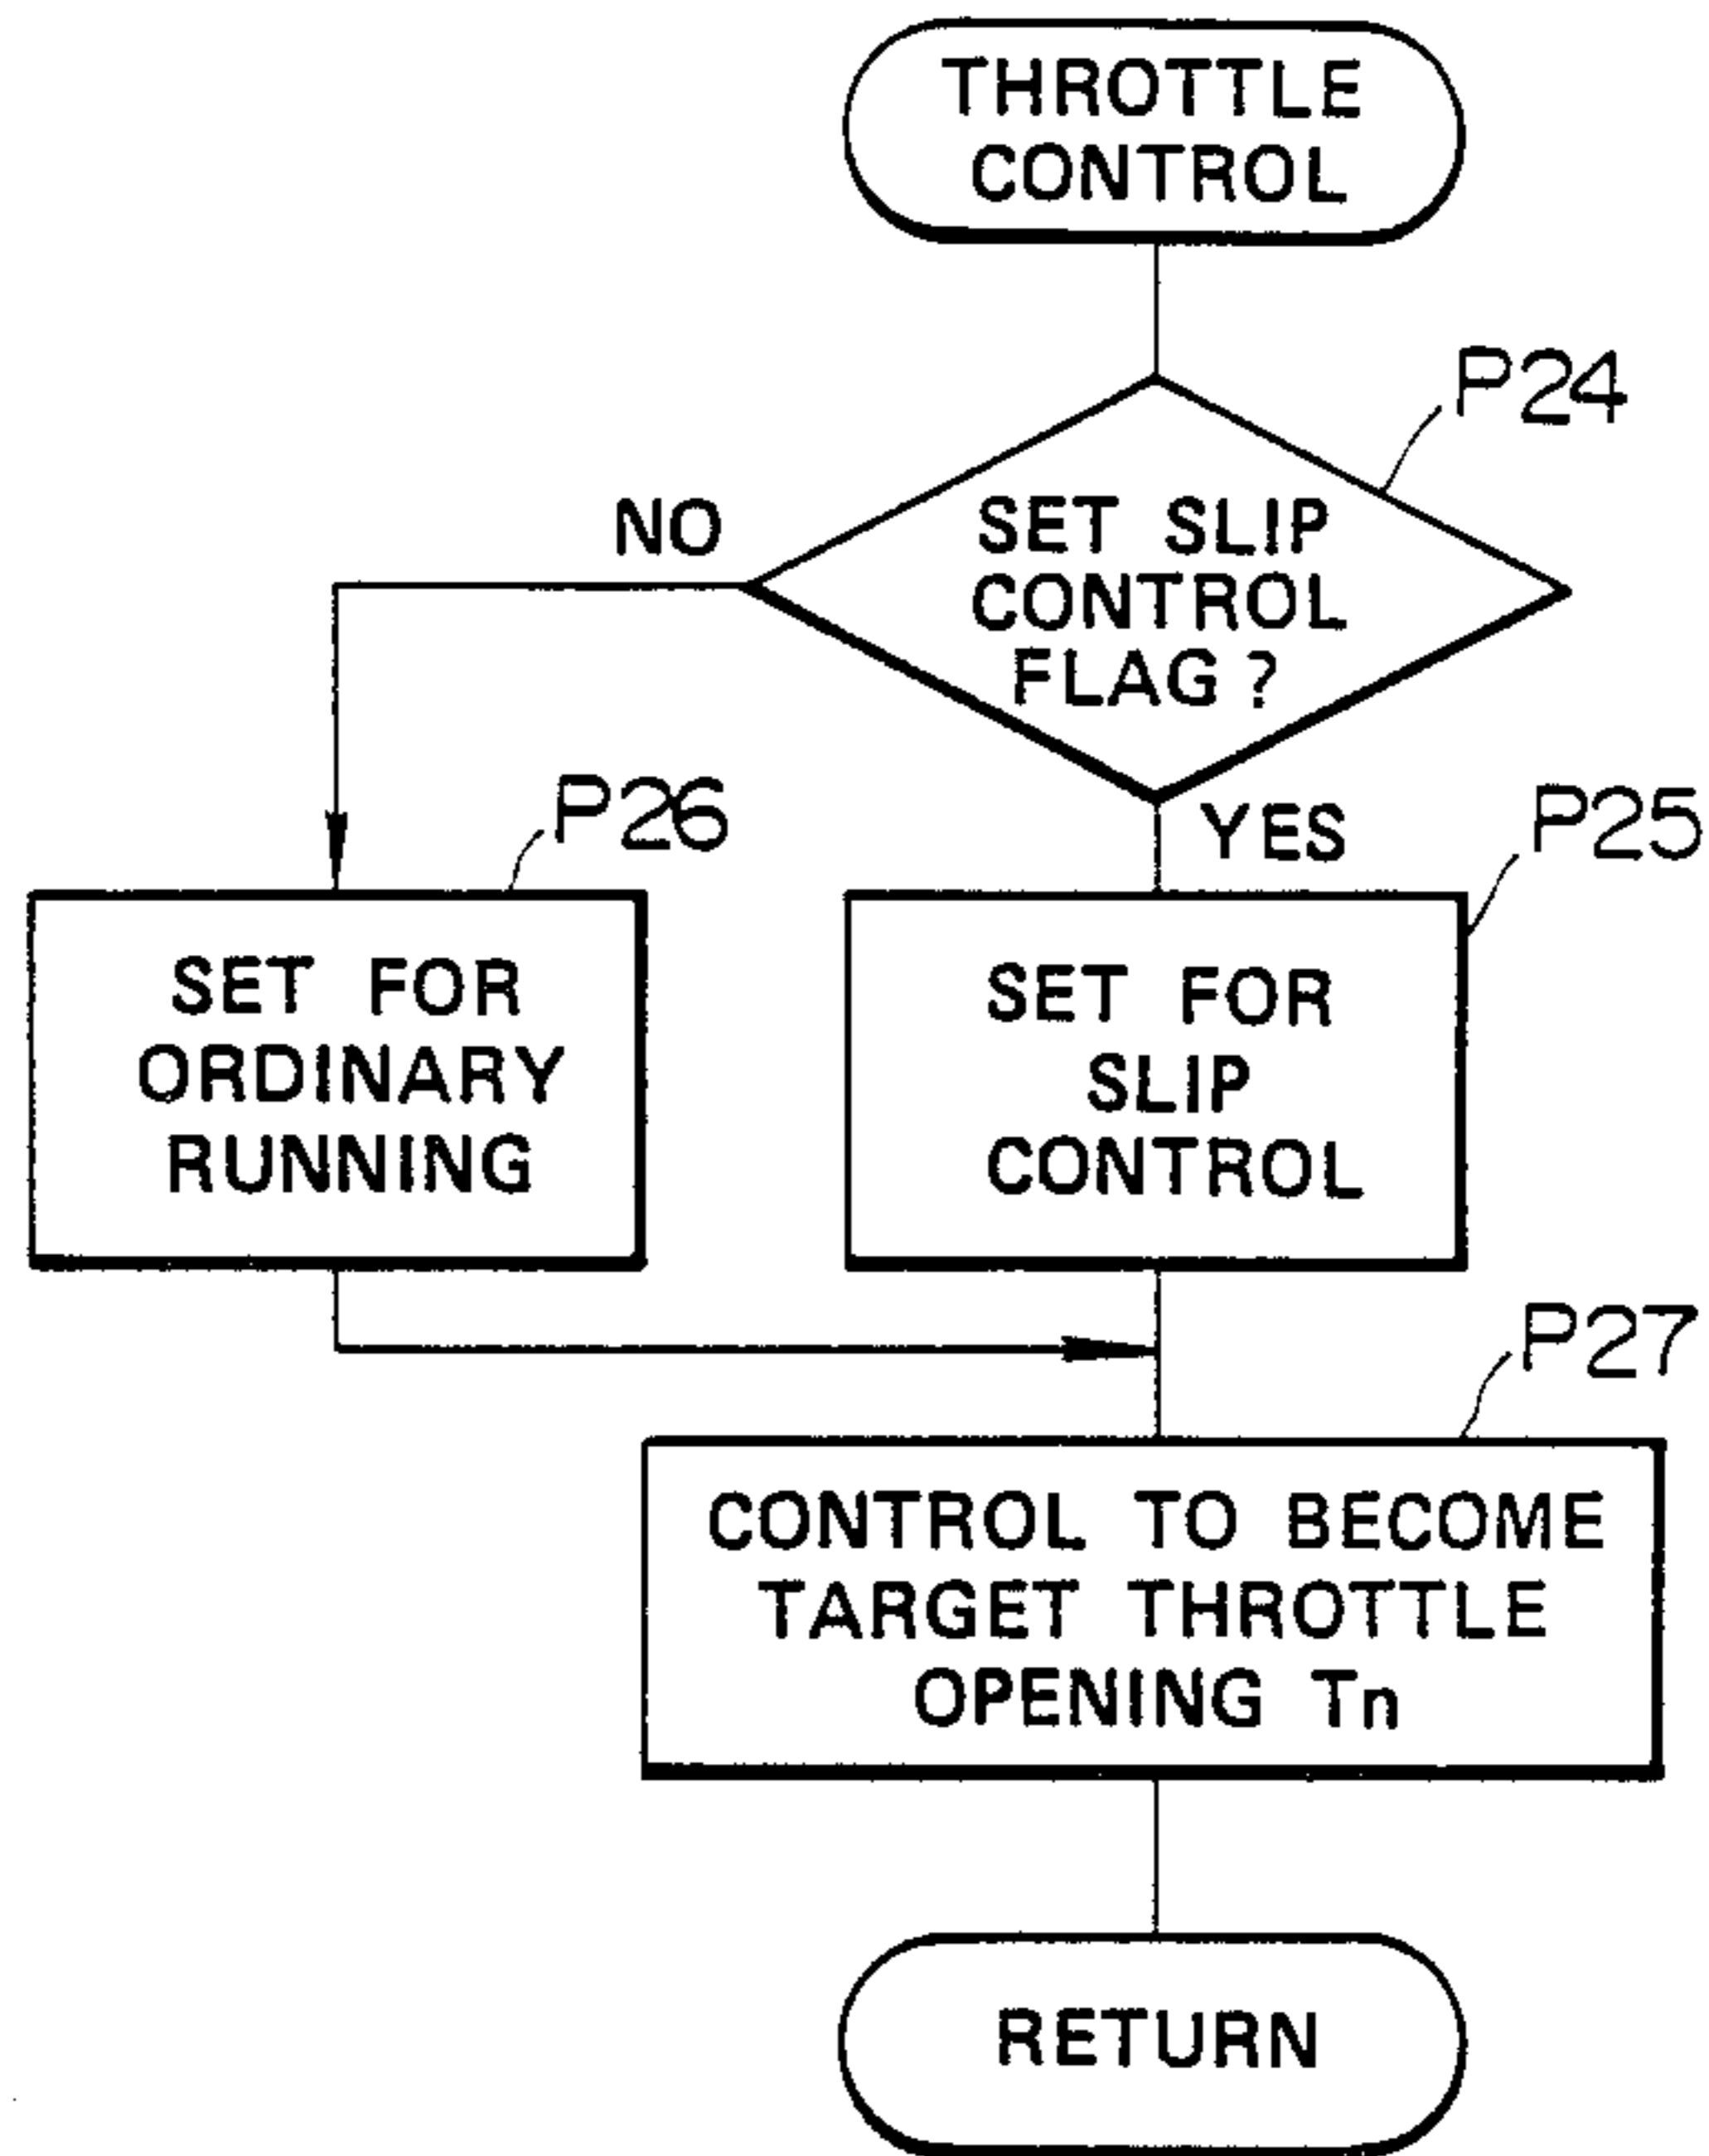 THROTTLE
CONTROL
P24
SET SLIP
CONTROL
FLAG ?
NO
YES
P26
P25
SET FOR
ORDINARY
RUNNING
SET FOR
SLIP
CONTROL
P27
CONTROL TO BECOME
TARGET THROTTLE
OPENING Tn
RETURN